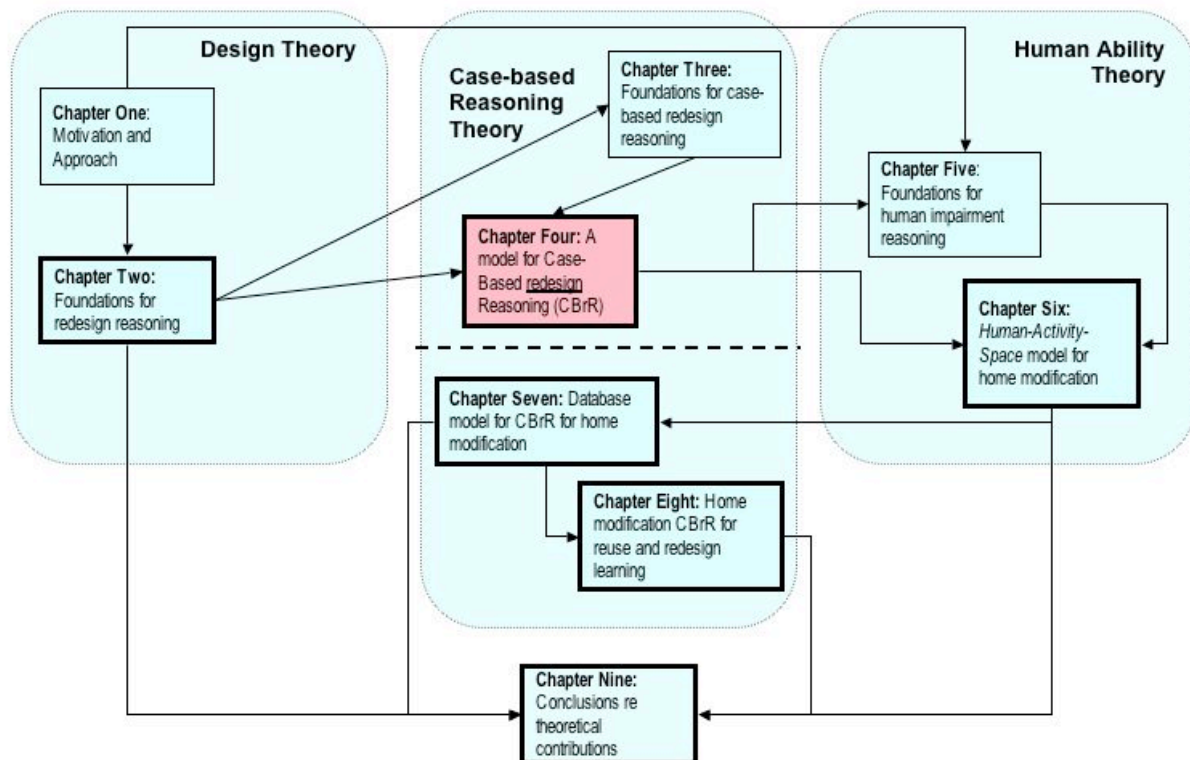 Design Theory
Chapter One:
Motivation and
Approach
Chapter Two:
Foundations for
redesign reasoning
Case-based
Reasoning
Theory
Chapter Three:
Foundations for case-
based redesign
reasoning
Chapter Four: A
model for Case-
Based redesign
Reasoning (CBrR)
Human Ability
Theory
Chapter Five:
Foundations for
human impairment
reasoning
Chapter Six:
Human-Activity-
Space model for
home modification
Chapter Seven: Database
model for CBrR for home
modification
Chapter Eight: Home
modification CBrR for
reuse and redesign
learning
Chapter Nine:
Conclusions re
theoretical
contributions